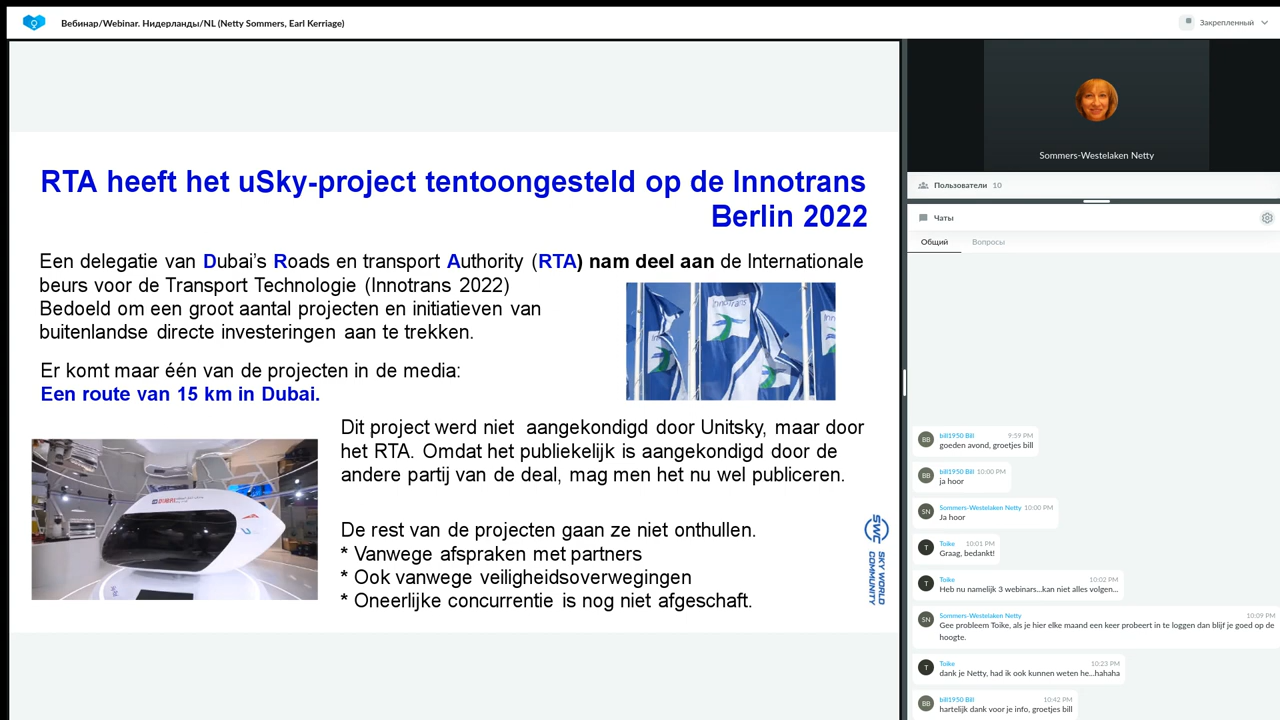 Вебинар/Webinar. Нидерланды/NL (Netty Sommers, Earl Kerriage)
Закрепленный
RTA heeft het uSky-project tentoongesteld op de Innotrans
Berlin 2022
Een delegatie van Dubai's Roads en transport Authority (RTA) nam deel aan de Internationale
beurs voor de Transport Technologie (Innotrans 2022)
Bedoeld om een groot aantal projecten en initiatieven van
buitenlandse directe investeringen aan te trekken.
Er komt maar één van de projecten in de media:
Een route van 15 km in Dubai.
Dit project werd niet aangekondigd door Unitsky, maar door
het RTA. Omdat het publiekelijk is aangekondigd door de
andere partij van de deal, mag men het nu wel publiceren.
De rest van de projecten gaan ze niet onthullen.
* Vanwege afspraken met partners
* Ook vanwege veiligheidsoverwegingen
* Oneerlijke concurrentie is nog niet afgeschaft.
InnoTrans
SWC
SKY WORLD
COMMUNITY
Sommers-Westelaken Netty
Пользователи 10
Чаты
Общий Вопросы
BB
bill1950 Bill 9:59 PM
goeden avond, groetjes bill
BB
bill1950 Bill 10:00 PM
ja hoor
SN
Sommers-Westelaken Netty 10:00 PM
Ja hoor
T
Toike 10:01 PM
Graag, bedankt!
T
Toike 10:02 PM
Heb nu namelijk 3 webinars...kan niet alles volgen...
SN
Sommers-Westelaken Netty 10:09 PM
Gee probleem Toike, als je hier elke maand een keer probeert in te loggen dan blijf je goed op de
hoogte.
T
Toike 10:23 PM
dank je Netty, had ik ook kunnen weten he...hahaha
BB
bill1950 Bill 10:42 PM
hartelijk dank voor je info, groetjes bill